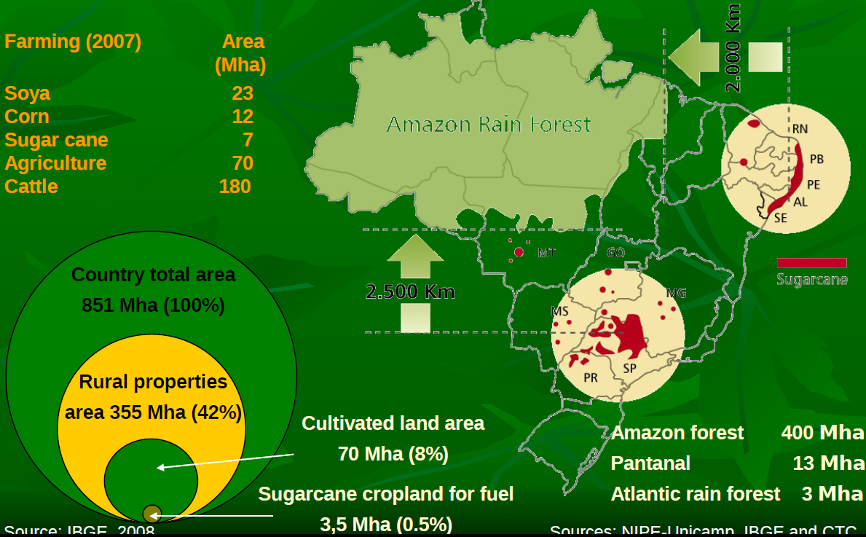 Farming (2007) Area
(Mha)
Soya 23
Corn 12
Sugar cane 7
Agriculture 70
Cattle 180
Amazon Rain Forest
2.000 Km
RN
PB
PE
AL
SE
Sugarcane
MT
GO
2.500 Km
MG
MS
SP
PR
Country total area
851 Mha (100%)
Rural properties
area 355 Mha (42%)
Cultivated land area
70 Mha (8%)
Sugarcane cropland for fuel
3,5 Mha (0.5%)
Amazon forest 400 Mha
Pantanal 13 Mha
Atlantic rain forest 3 Mha
Source: IBGE, 2008
Sources: NIPE-Unicamp, IBGE and CTC